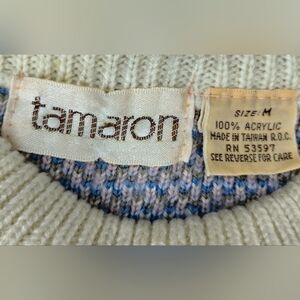 tamaron
SIZE: M
100% ACRYLIC
MADE IN TAIWAN R.O.C.
RN 53597
SEE REVERSE FOR CARE